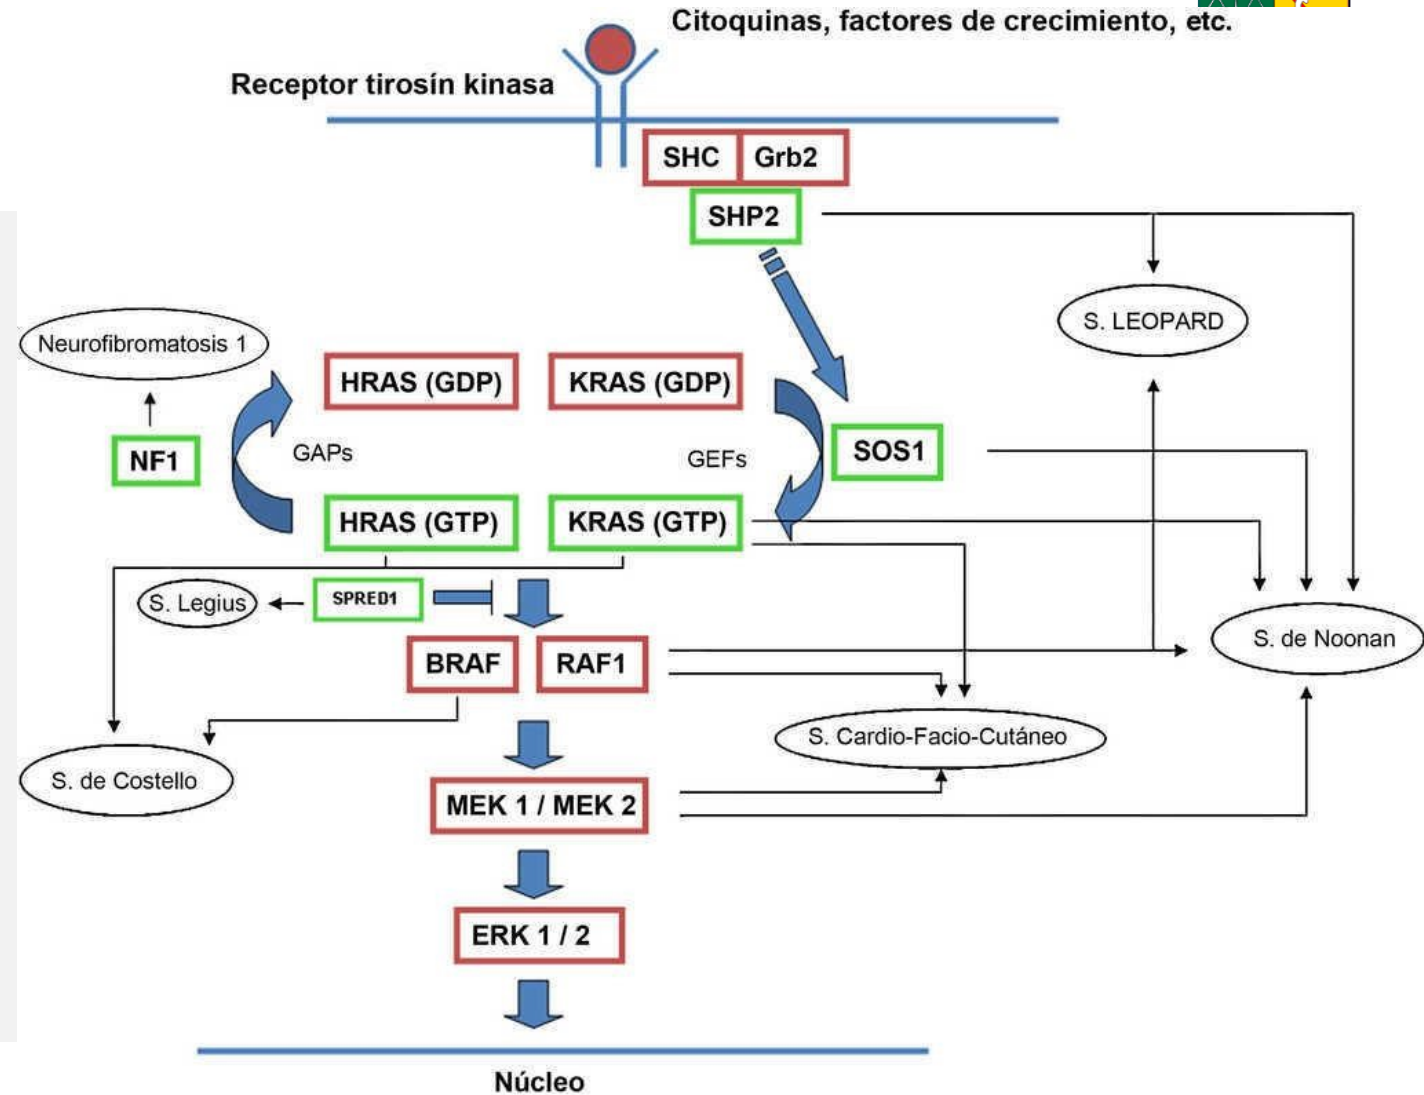 Citoquinas, factores de crecimiento, etc.
Receptor tirosín kinasa
SHC Grb2
SHP2
S. LEOPARD
Neurofibromatosis 1
HRAS (GDP) KRAS (GDP)
NF1
GAPs
GEFs
SOS1
HRAS (GTP) KRAS (GTP)
S. Legius
SPRED1
BRAF RAF1
S. de Noonan
S. Cardio-Facio-Cutáneo
S. de Costello
MEK 1 / MEK 2
ERK 1 / 2
Núcleo